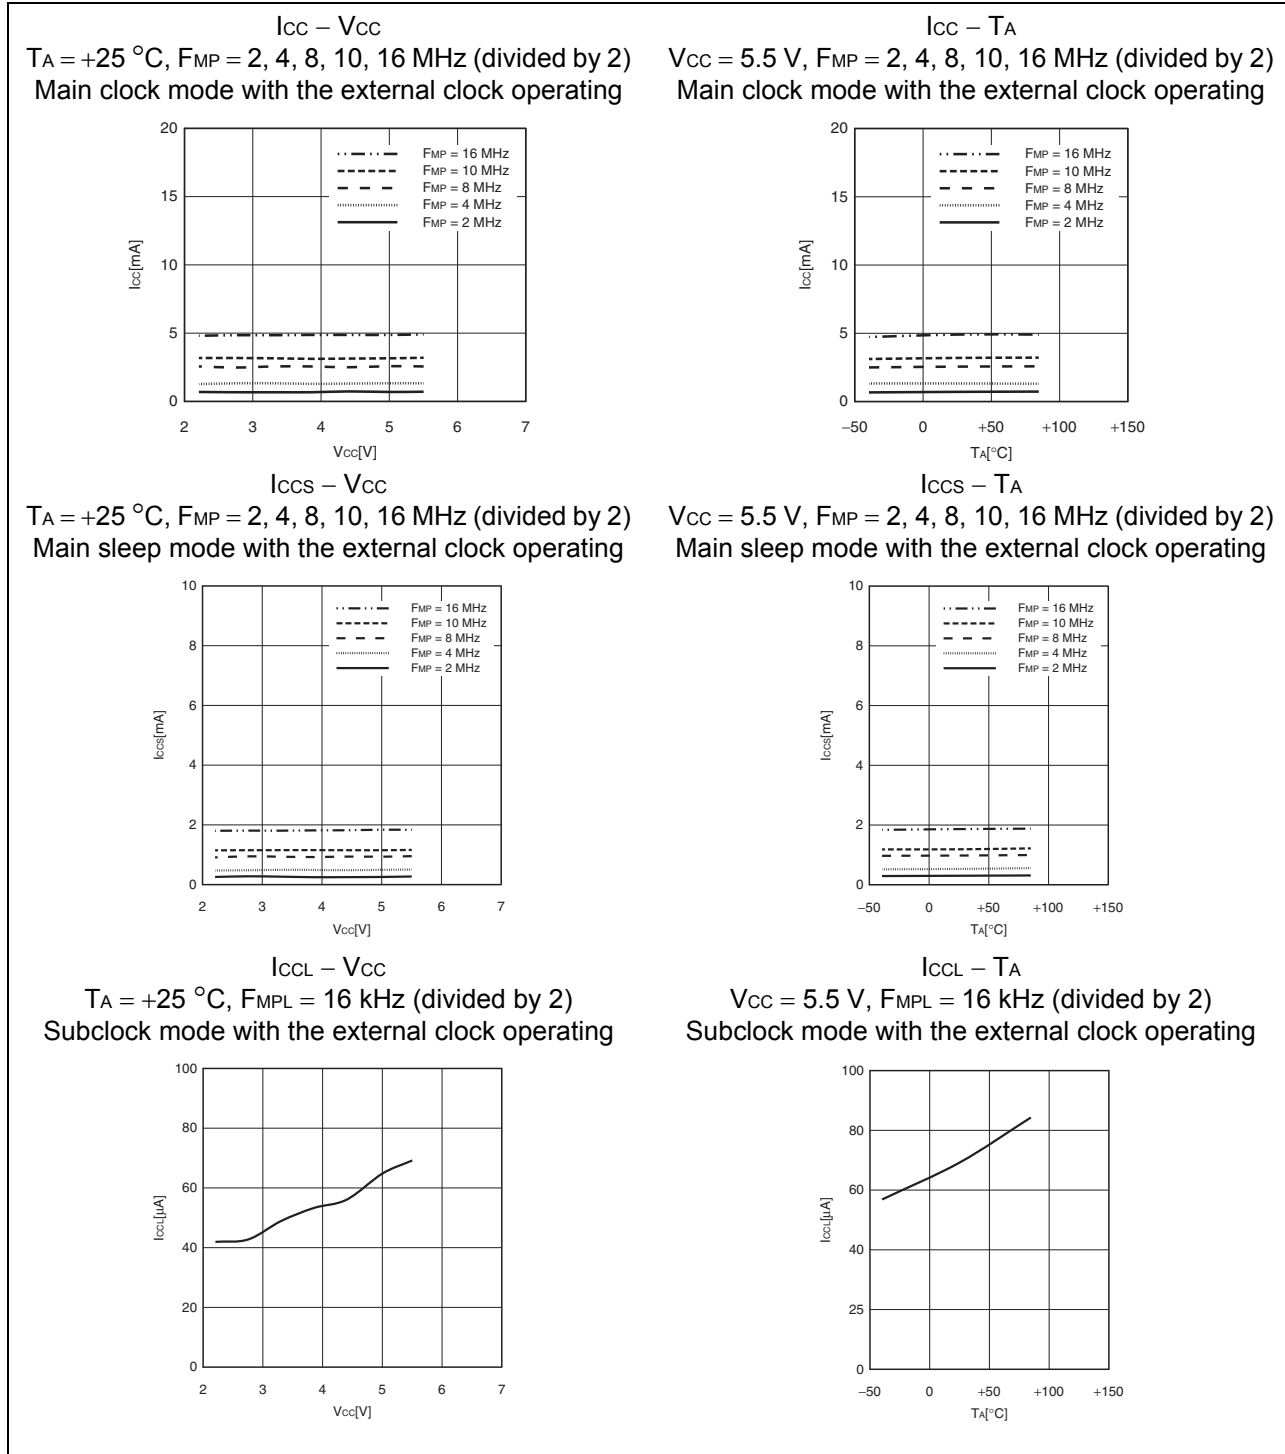 ICC – VCC
TA = +25 °C, FMP = 2, 4, 8, 10, 16 MHz (divided by 2)
Main clock mode with the external clock operating
20
15
10
5
0
ICC[mA]
FMP = 16 MHz
FMP = 10 MHz
FMP = 8 MHz
FMP = 4 MHz
FMP = 2 MHz
2 3 4 5 6 7
VCC[V]
ICC – TA
VCC = 5.5 V, FMP = 2, 4, 8, 10, 16 MHz (divided by 2)
Main clock mode with the external clock operating
20
15
10
5
0
ICC[mA]
FMP = 16 MHz
FMP = 10 MHz
FMP = 8 MHz
FMP = 4 MHz
FMP = 2 MHz
–50 0 +50 +100 +150
TA[°C]
ICCS – VCC
TA = +25 °C, FMP = 2, 4, 8, 10, 16 MHz (divided by 2)
Main sleep mode with the external clock operating
10
8
6
4
2
0
ICCS[mA]
FMP = 16 MHz
FMP = 10 MHz
FMP = 8 MHz
FMP = 4 MHz
FMP = 2 MHz
2 3 4 5 6 7
VCC[V]
ICCS – TA
VCC = 5.5 V, FMP = 2, 4, 8, 10, 16 MHz (divided by 2)
Main sleep mode with the external clock operating
10
8
6
4
2
0
ICCS[mA]
FMP = 16 MHz
FMP = 10 MHz
FMP = 8 MHz
FMP = 4 MHz
FMP = 2 MHz
–50 0 +50 +100 +150
TA[°C]
ICCL – VCC
TA = +25 °C, FMPL = 16 kHz (divided by 2)
Subclock mode with the external clock operating
100
80
60
40
20
0
ICCL[µA]
2 3 4 5 6 7
VCC[V]
ICCL – TA
VCC = 5.5 V, FMPL = 16 kHz (divided by 2)
Subclock mode with the external clock operating
100
80
60
40
25
0
ICCL[µA]
–50 0 +50 +100 +150
TA[°C]